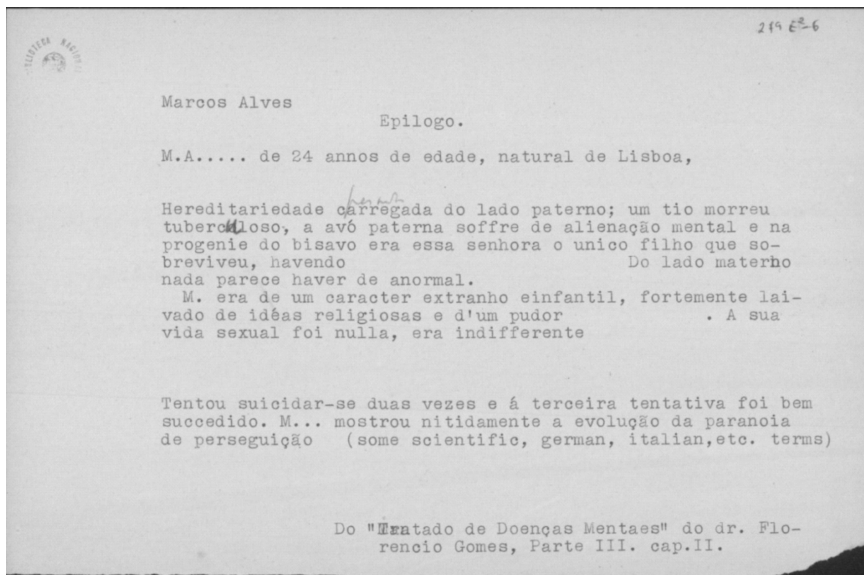 219 E²-6
BIBLIOTECA NACIONAL
Marcos Alves
Epilogo.
M.A..... de 24 annos de edade, natural de Lisboa,
Hereditariedade carregada do lado paterno; um tio morreu
tuberculoso, a avó paterna soffre de alienação mental e na
progenie do bisavo era essa senhora o unico filho que so-
breviveu, havendo Do lado materno
nada parece haver de anormal.
M. era de um caracter extranho einfantil, fortemente lai-
vado de idéas religiosas e d'um pudor . A sua
vida sexual foi nulla, era indifferente
Tentou suicidar-se duas vezes e á terceira tentativa foi bem
succedido. M... mostrou nitidamente a evolução da paranoia
de perseguição (some scientific, german, italian,etc. terms)
Do "Tratado de Doenças Mentaes" do dr. Flo-
rencio Gomes, Parte III. cap.II.